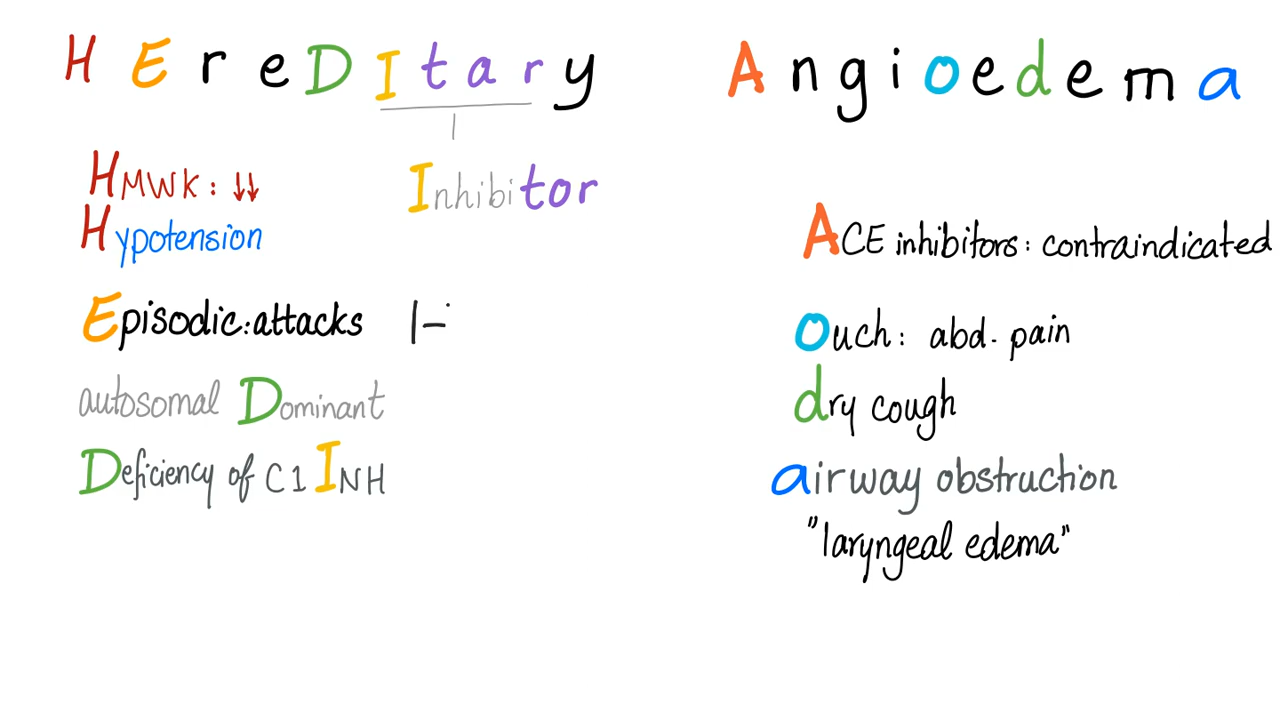 HEreDItary Angioedema
HMWK: ↓↓
Hypotension
Inhibitor
Episodic: attacks 1-
autosomal Dominant
Deficiency of C1 INH
ACE inhibitors: contraindicated
Ouch: abd. pain
dry cough
airway obstruction
"laryngeal edema"